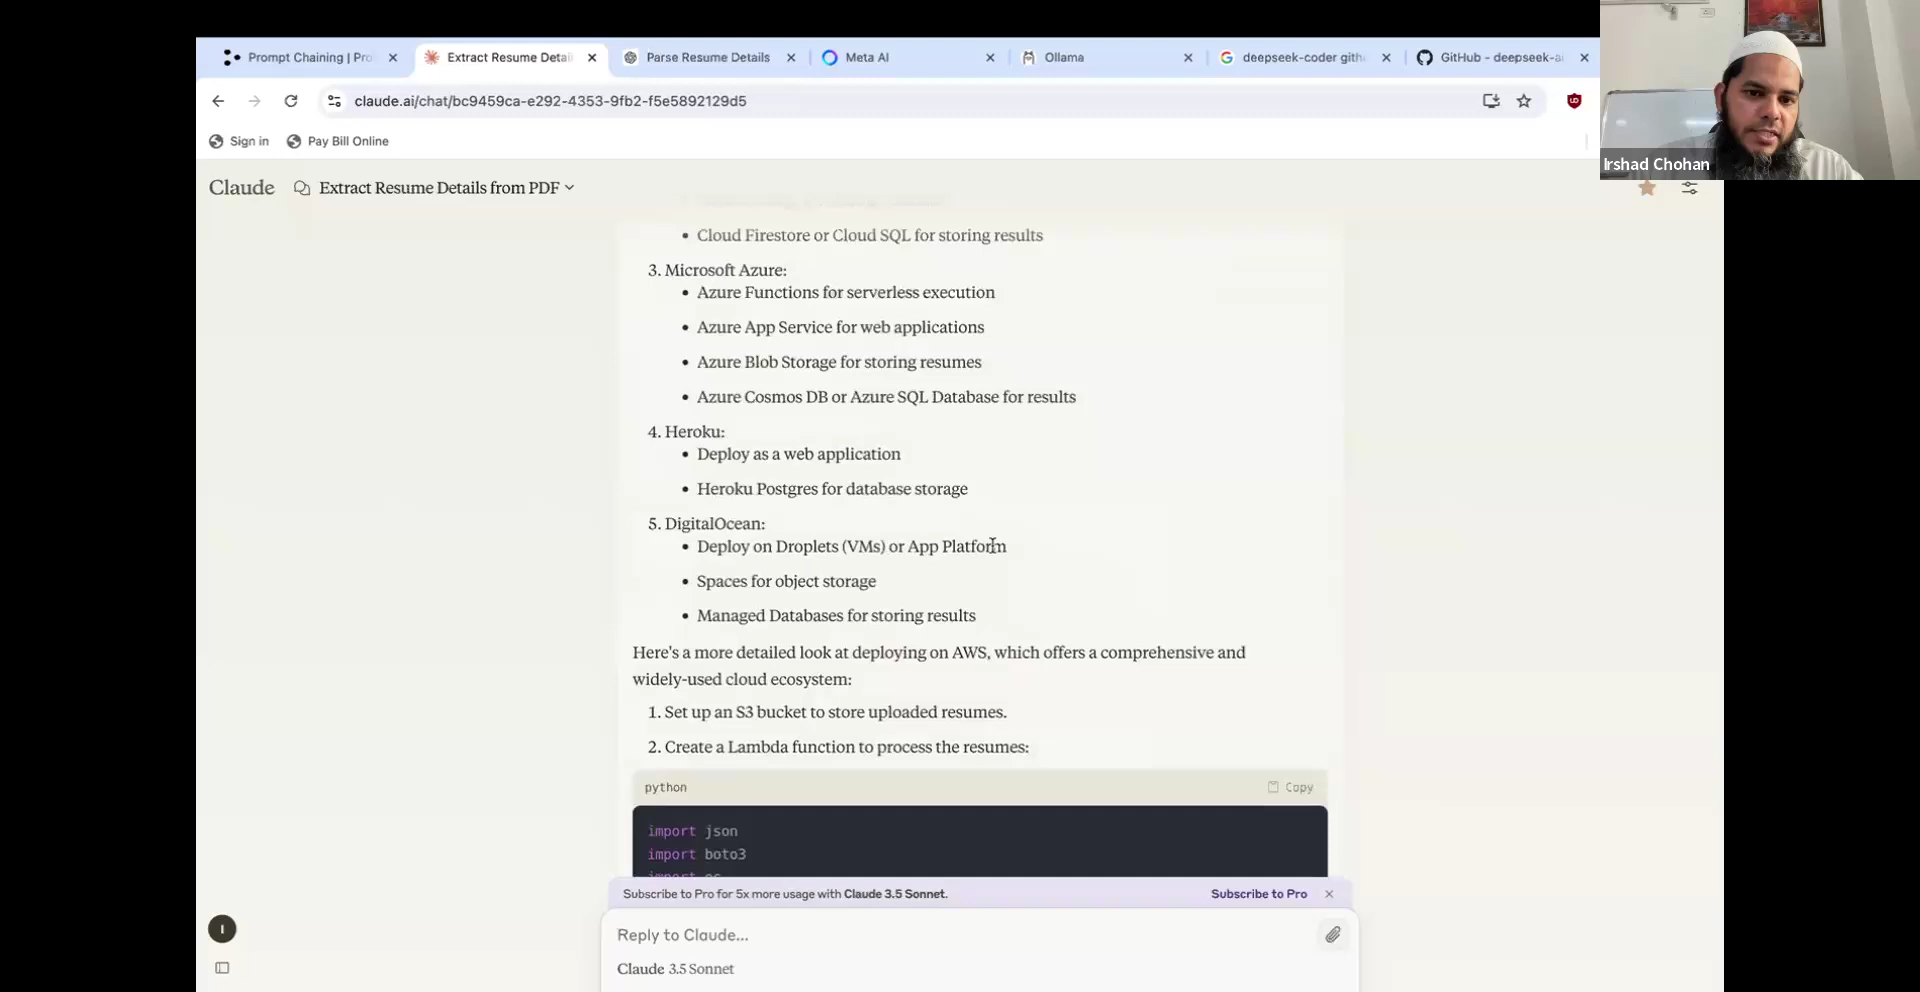 Prompt Chaining | Pro
Extract Resume Detail
Parse Resume Details
Meta AI
Ollama
deepseek-coder gith
GitHub - deepseek-ai
claude.ai/chat/bc9459ca-e292-4353-9fb2-f5e5892129d5
Sign in
Pay Bill Online
Irshad Chohan
Claude
Extract Resume Details from PDF
• Cloud Firestore or Cloud SQL for storing results
3. Microsoft Azure:
• Azure Functions for serverless execution
• Azure App Service for web applications
• Azure Blob Storage for storing resumes
• Azure Cosmos DB or Azure SQL Database for results
4. Heroku:
• Deploy as a web application
• Heroku Postgres for database storage
5. DigitalOcean:
• Deploy on Droplets (VMs) or App Platform
• Spaces for object storage
• Managed Databases for storing results
Here's a more detailed look at deploying on AWS, which offers a comprehensive and
widely-used cloud ecosystem:
1. Set up an S3 bucket to store uploaded resumes.
2. Create a Lambda function to process the resumes:
python
Copy
import json
import boto3
import os
Subscribe to Pro for 5x more usage with Claude 3.5 Sonnet.
Subscribe to Pro
Reply to Claude...
Claude 3.5 Sonnet
I